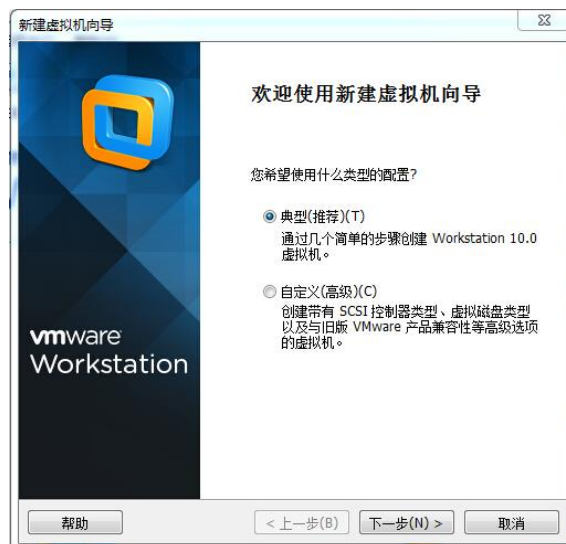 新建虚拟机向导
欢迎使用新建虚拟机向导
您希望使用什么类型的配置?
典型(推荐)(T)
通过几个简单的步骤创建 Workstation 10.0
虚拟机。
自定义(高级)(C)
创建带有 SCSI 控制器类型、虚拟磁盘类型
以及与旧版 VMware 产品兼容性等高级选项
的虚拟机。
vmware
Workstation
帮助
< 上一步(B)
下一步(N) >
取消